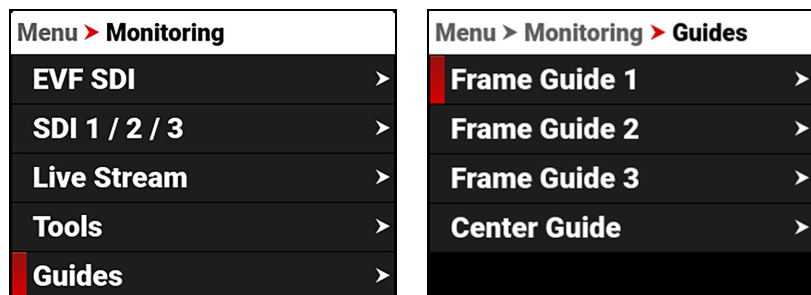 Menu > Monitoring
EVF SDI
SDI 1 / 2 / 3
Live Stream
Tools
Guides
Menu > Monitoring > Guides
Frame Guide 1
Frame Guide 2
Frame Guide 3
Center Guide